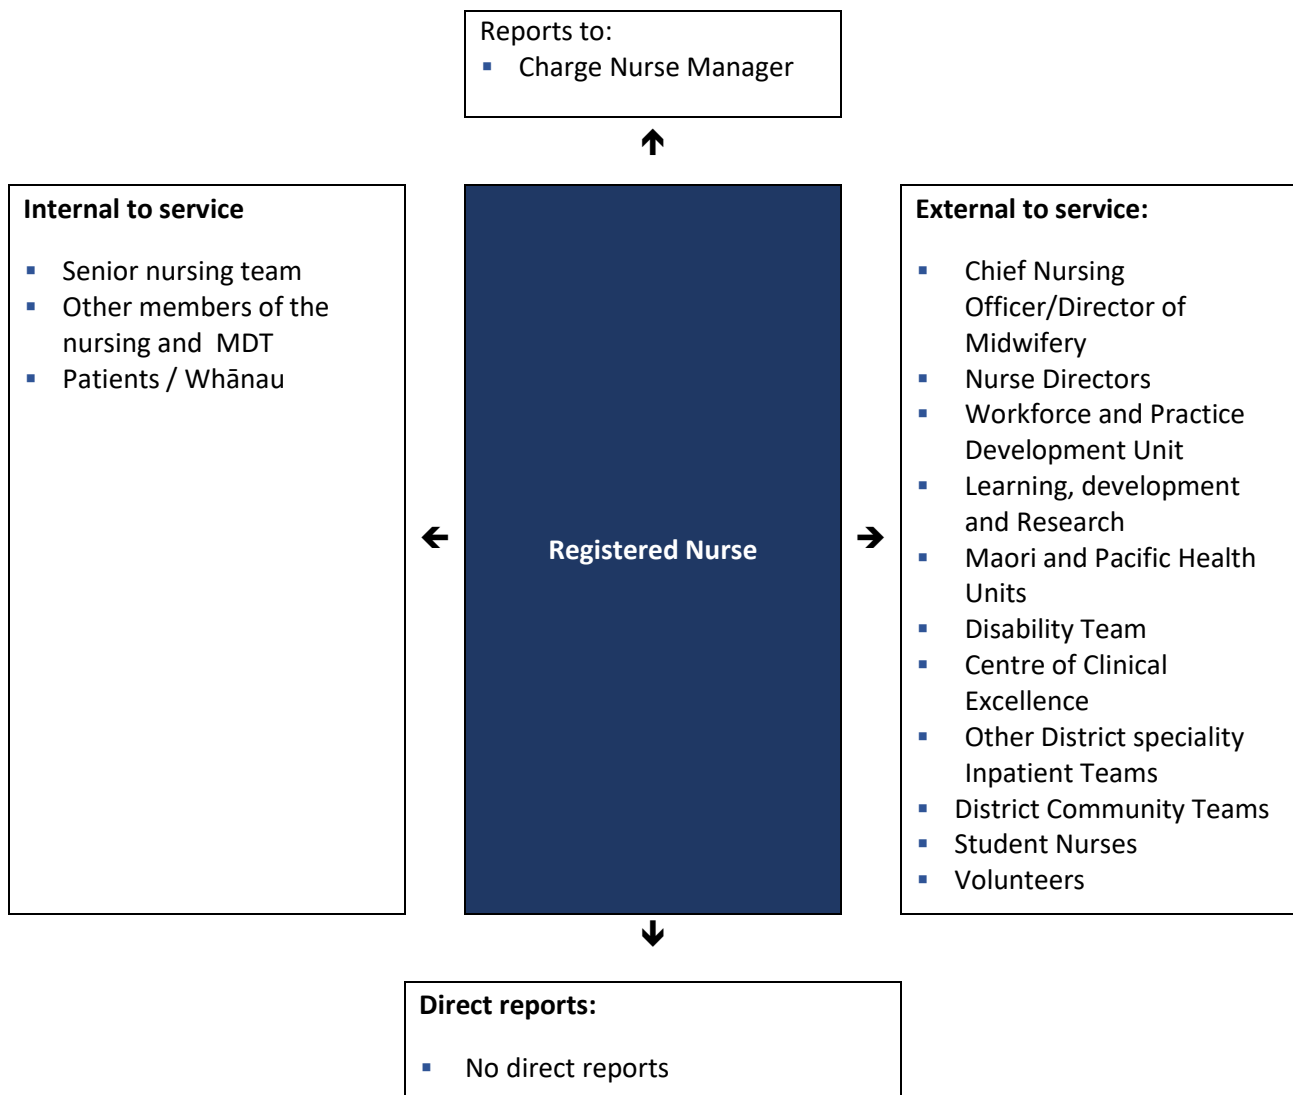 Reports to:
▪ Charge Nurse Manager
Internal to service
▪ Senior nursing team
▪ Other members of the
nursing and  MDT
▪ Patients / Whānau
Registered Nurse
External to service:
▪ Chief Nursing
Officer/Director of
Midwifery
▪ Nurse Directors
▪ Workforce and Practice
Development Unit
▪ Learning, development
and Research
▪ Maori and Pacific Health
Units
▪ Disability Team
▪ Centre of Clinical
Excellence
▪ Other District speciality
Inpatient Teams
▪ District Community Teams
▪ Student Nurses
▪ Volunteers
Direct reports:
▪ No direct reports